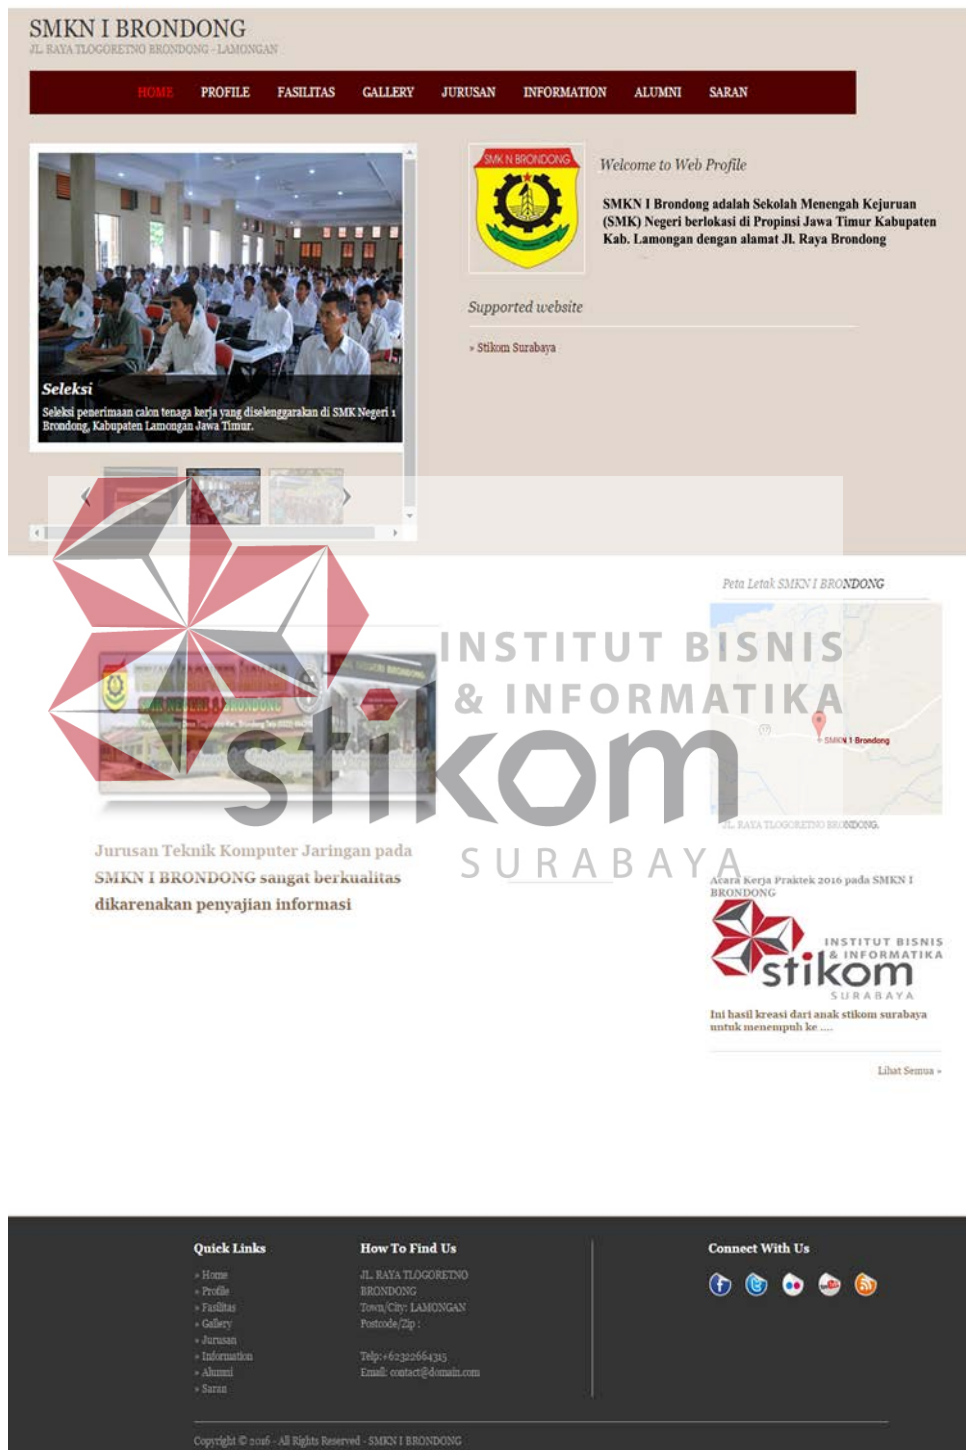 SMKN I BRONDONG
JL. RAYA TLOGORETNO BRONDONG - LAMONGAN
HOME PROFILE FASILITAS GALLERY JURUSAN INFORMATION ALUMNI SARAN
SMK N BRONDONG
Welcome to Web Profile
SMKN I Brondong adalah Sekolah Menengah Kejuruan
(SMK) Negeri berlokasi di Propinsi Jawa Timur Kabupaten
Kab. Lamongan dengan alamat Jl. Raya Brondong
Seleksi
Seleksi penerimaan calon tenaga kerja yang diselenggarakan di SMK Negeri 1
Brondong, Kabupaten Lamongan Jawa Timur.
Supported website
» Stikom Surabaya
Peta Letak SMKN I BRONDONG
SMKN 1 Brondong
JL. RAYA TLOGORETNO BRONDONG.
INSTITUT BISNIS
& INFORMATIKA
stikom
SURABAYA
SMK NEGERI 1 BRONDONG
Jurusan Teknik Komputer Jaringan pada
SMKN I BRONDONG sangat berkualitas
dikarenakan penyajian informasi
Acara Kerja Praktek 2016 pada SMKN I
BRONDONG
INSTITUT BISNIS
& INFORMATIKA
stikom
SURABAYA
Ini hasil kreasi dari anak stikom surabaya
untuk menempuh ke ....
Lihat Semua »
Quick Links
» Home
» Profile
» Fasilitas
» Gallery
» Jurusan
» Information
» Alumni
» Saran
How To Find Us
JL. RAYA TLOGORETNO
BRONDONG
Town/City: LAMONGAN
Postcode/Zip :
Telp:+62322664315
Email: contact@domain.com
Connect With Us
Copyright © 2016 - All Rights Reserved - SMKN I BRONDONG